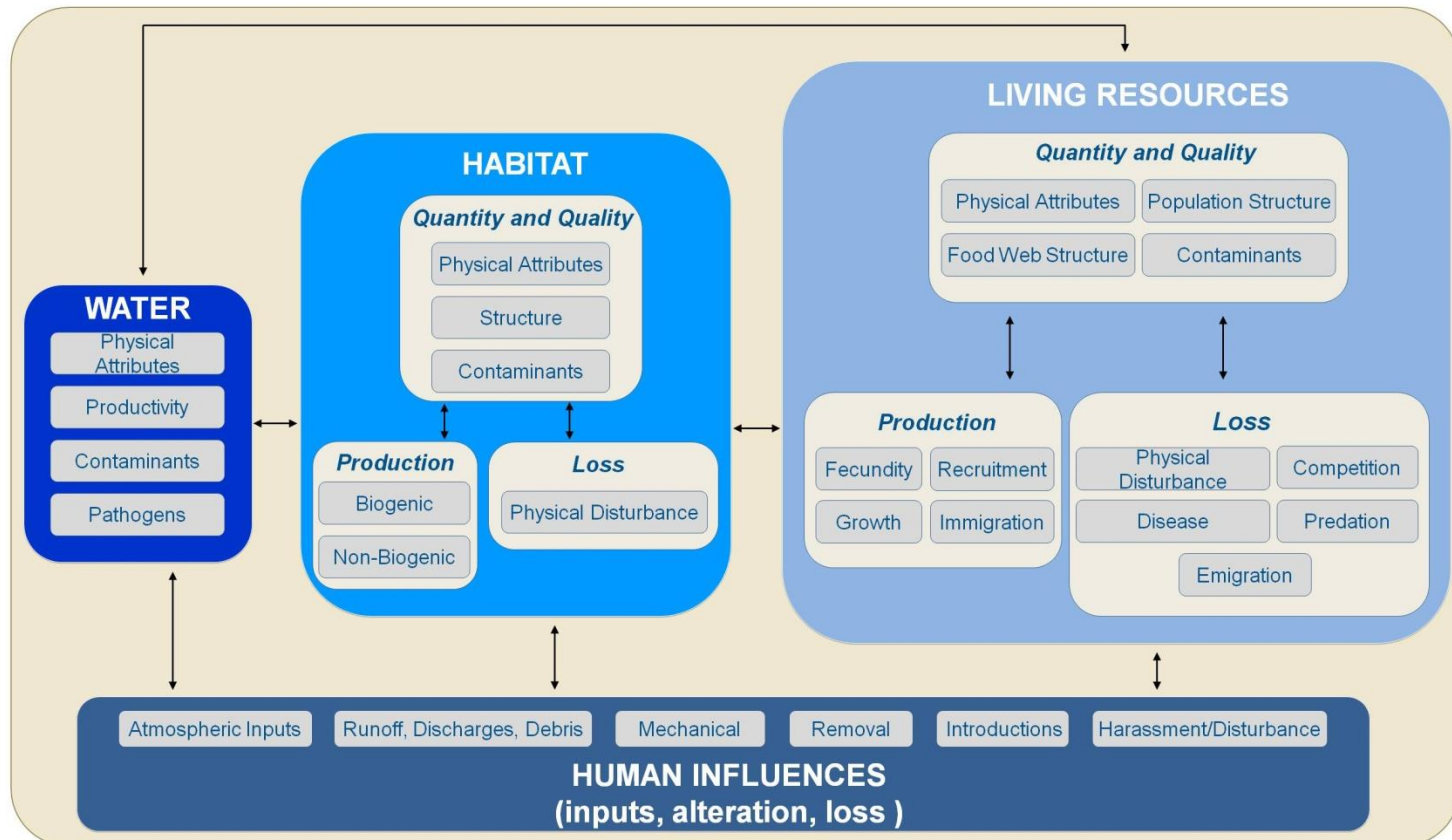 LIVING RESOURCES
Quantity and Quality
Physical Attributes
Population Structure
Food Web Structure
Contaminants
Production
Fecundity
Recruitment
Growth
Immigration
Loss
Physical
Disturbance
Competition
Disease
Predation
Emigration
HABITAT
Quantity and Quality
Physical Attributes
Structure
Contaminants
Production
Biogenic
Non-Biogenic
Loss
Physical Disturbance
WATER
Physical
Attributes
Productivity
Contaminants
Pathogens
Atmospheric Inputs
Runoff, Discharges, Debris
Mechanical
Removal
Introductions
Harassment/Disturbance
HUMAN INFLUENCES
(inputs, alteration, loss )